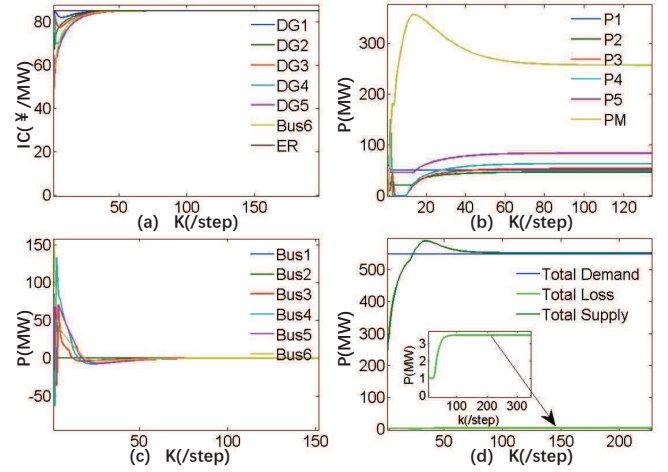 80
60
40
20
0
IC(¥/MW)
DG1
DG2
DG3
DG4
DG5
Bus6
ER
50 100 150
(a) K(/step)
300
200
100
0
P(MW)
P1
P2
P3
P4
P5
PM
20 40 60 80 100 120
(b) K(/step)
150
100
50
0
-50
P(MW)
Bus1
Bus2
Bus3
Bus4
Bus5
Bus6
50 100 150
(c) K(/step)
500
400
300
200
100
0
P(MW)
Total Demand
Total Loss
Total Supply
3
2
1
0
P(MW)
100 200 300
k(/step)
50 100 150 200
(d) K(/step)